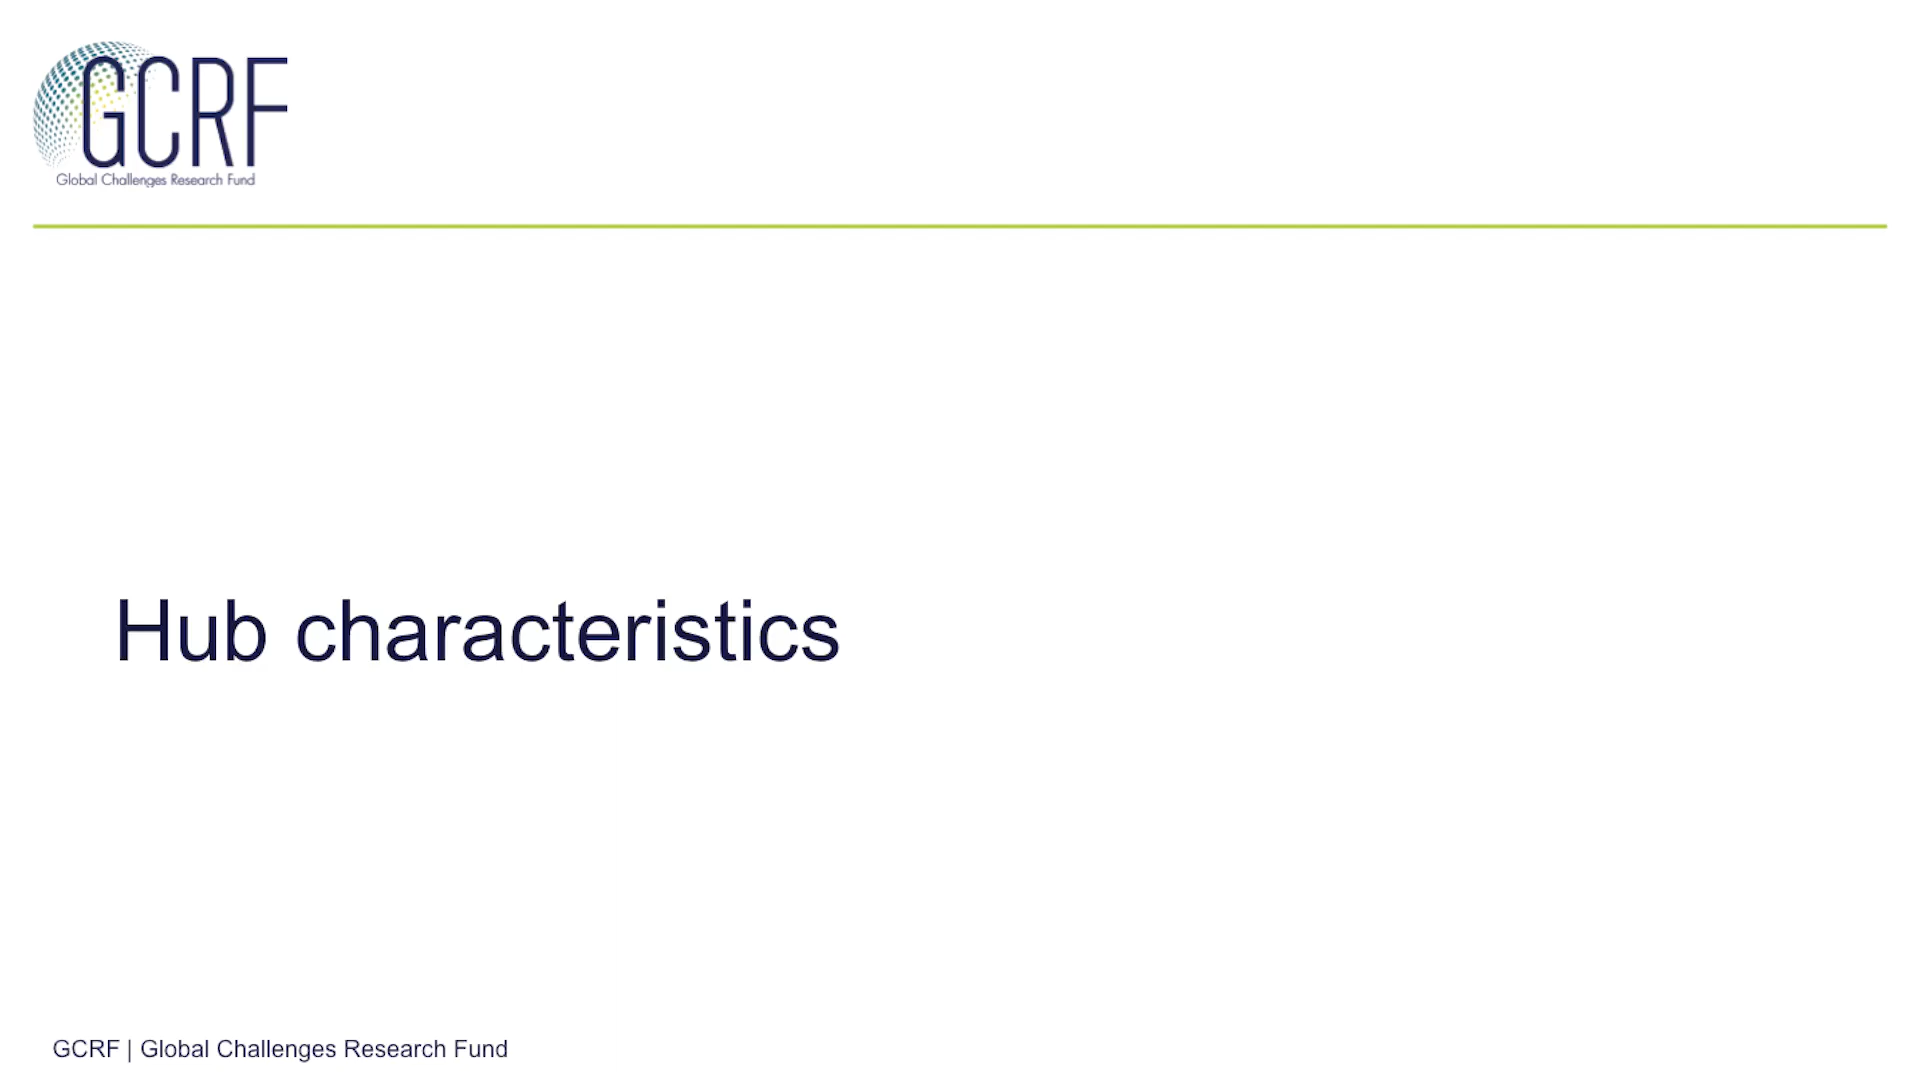 GCRF
Global Challenges Research Fund
Hub characteristics
GCRF | Global Challenges Research Fund